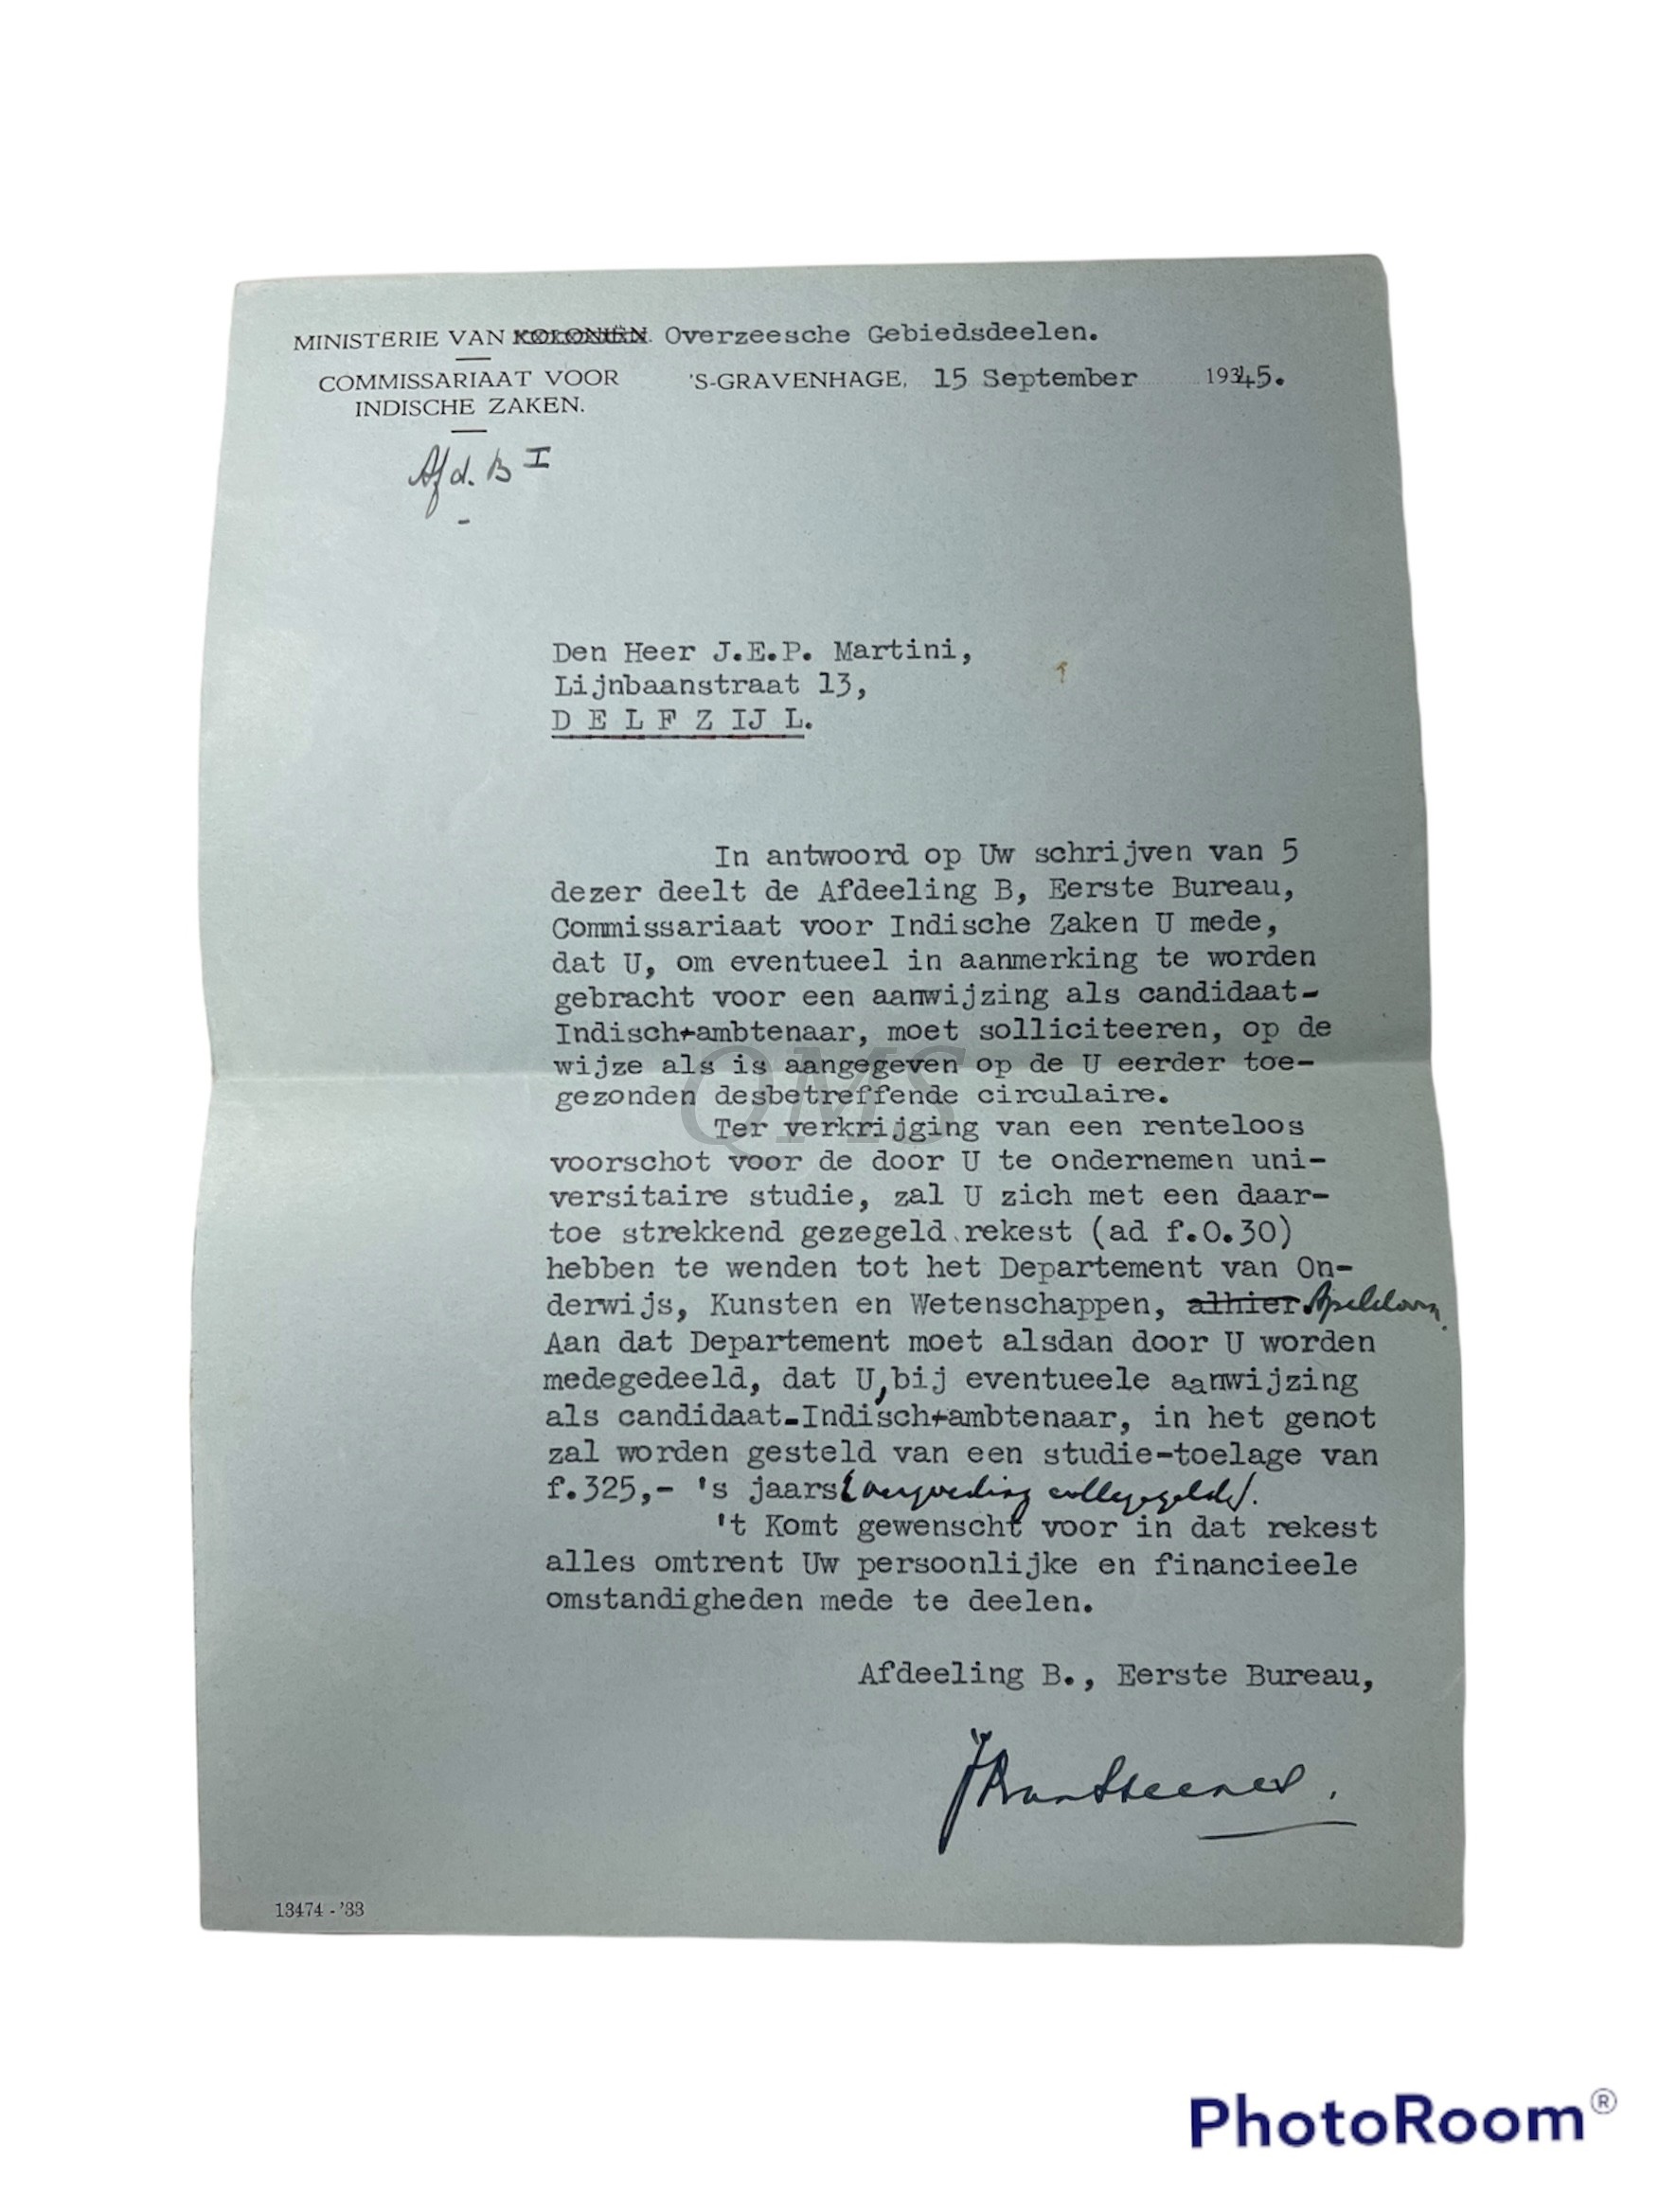 MINISTERIE VAN KOLONIËN. Overzeesche Gebiedsdeelen.
COMMISSARIAAT VOOR 'S-GRAVENHAGE, 15 September 1945.
INDISCHE ZAKEN.
Afd. B I
Den Heer J.E.P. Martini,
Lijnbaanstraat 13,
D E L F Z IJ L.
In antwoord op Uw schrijven van 5
dezer deelt de Afdeeling B, Eerste Bureau,
Commissariaat voor Indische Zaken U mede,
dat U, om eventueel in aanmerking te worden
gebracht voor een aanwijzing als candidaat-
Indisch-ambtenaar, moet solliciteeren, op de
wijze als is aangegeven op de U eerder toe-
gezonden desbetreffende circulaire.
QMS
Ter verkrijging van een renteloos
voorschot voor de door U te ondernemen uni-
versitaire studie, zal U zich met een daar-
toe strekkend gezegeld rekest (ad f.0.30)
hebben te wenden tot het Departement van On-
derwijs, Kunsten en Wetenschappen, alhier. Apeldoorn.
Aan dat Departement moet alsdan door U worden
medegedeeld, dat U, bij eventueele aanwijzing
als candidaat-Indisch-ambtenaar, in het genot
zal worden gesteld van een studie-toelage van
f.325,- 's jaars (vergoeding collegegelden).
't Komt gewenscht voor in dat rekest
alles omtrent Uw persoonlijke en financieele
omstandigheden mede te deelen.
Afdeeling B., Eerste Bureau,
13474 - '33
PhotoRoom®